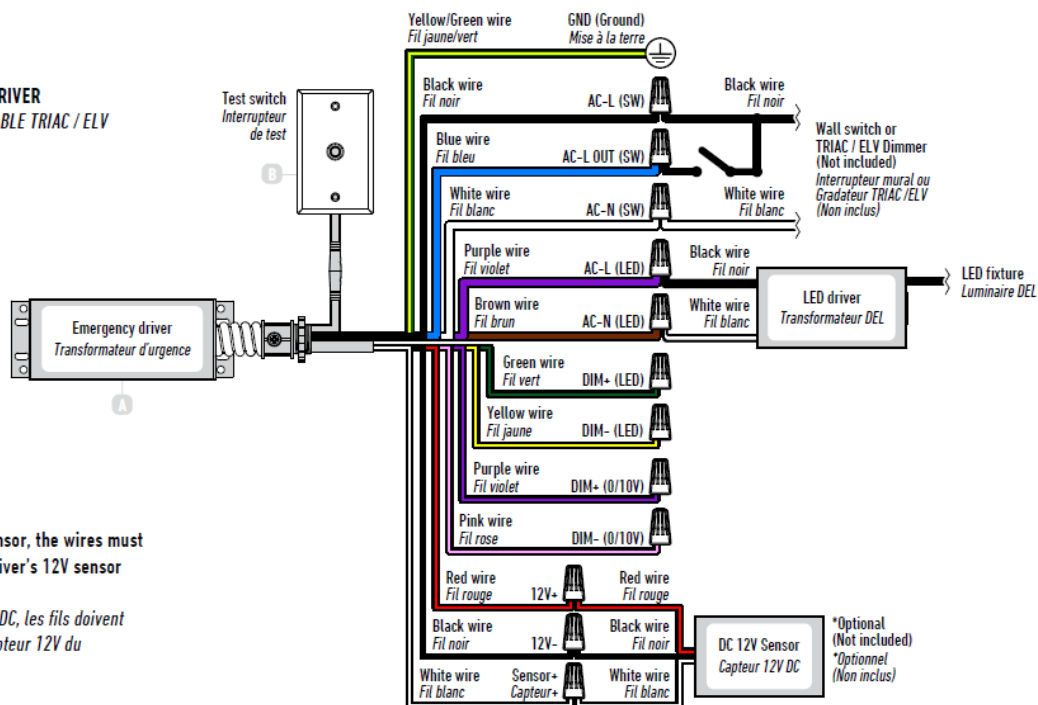 Yellow/Green wire
Fil jaune/vert
GND (Ground)
Mise à la terre
RIVER
BLE TRIAC / ELV
Test switch
Interrupteur
de test
B
Black wire
Fil noir
AC-L (SW)
Black wire
Fil noir
Wall switch or
TRIAC / ELV Dimmer
(Not included)
Interrupteur mural ou
Gradateur TRIAC /ELV
(Non inclus)
Blue wire
Fil bleu
AC-L OUT (SW)
White wire
Fil blanc
AC-N (SW)
White wire
Fil blanc
Purple wire
Fil violet
AC-L (LED)
Black wire
Fil noir
LED driver
Transformateur DEL
LED fixture
Luminaire DEL
Brown wire
Fil brun
AC-N (LED)
White wire
Fil blanc
Emergency driver
Transformateur d'urgence
A
Green wire
Fil vert
DIM+ (LED)
Yellow wire
Fil jaune
DIM- (LED)
Purple wire
Fil violet
DIM+ (0/10V)
Pink wire
Fil rose
DIM- (0/10V)
nsor, the wires must
iver's 12V sensor
DC, les fils doivent
pteur 12V du
Red wire
Fil rouge
12V+
Red wire
Fil rouge
Black wire
Fil noir
12V-
Black wire
Fil noir
DC 12V Sensor
Capteur 12V DC
*Optional
(Not included)
*Optionnel
(Non inclus)
White wire
Fil blanc
Sensor+
Capteur+
White wire
Fil blanc